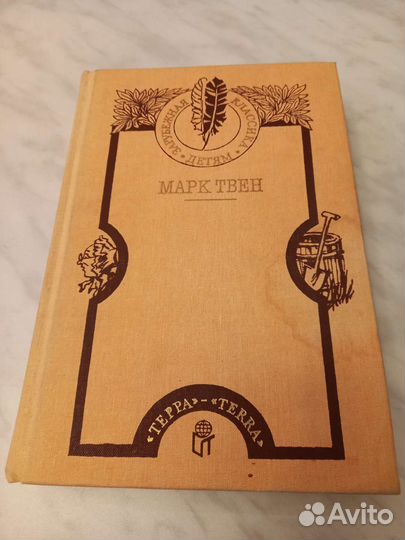 ЗАРУБЕЖНАЯ КЛАССИКА • ДЕТЯМ •
МАРК ТВЕН
«ТЕРРА»-«TERRA»
Avito